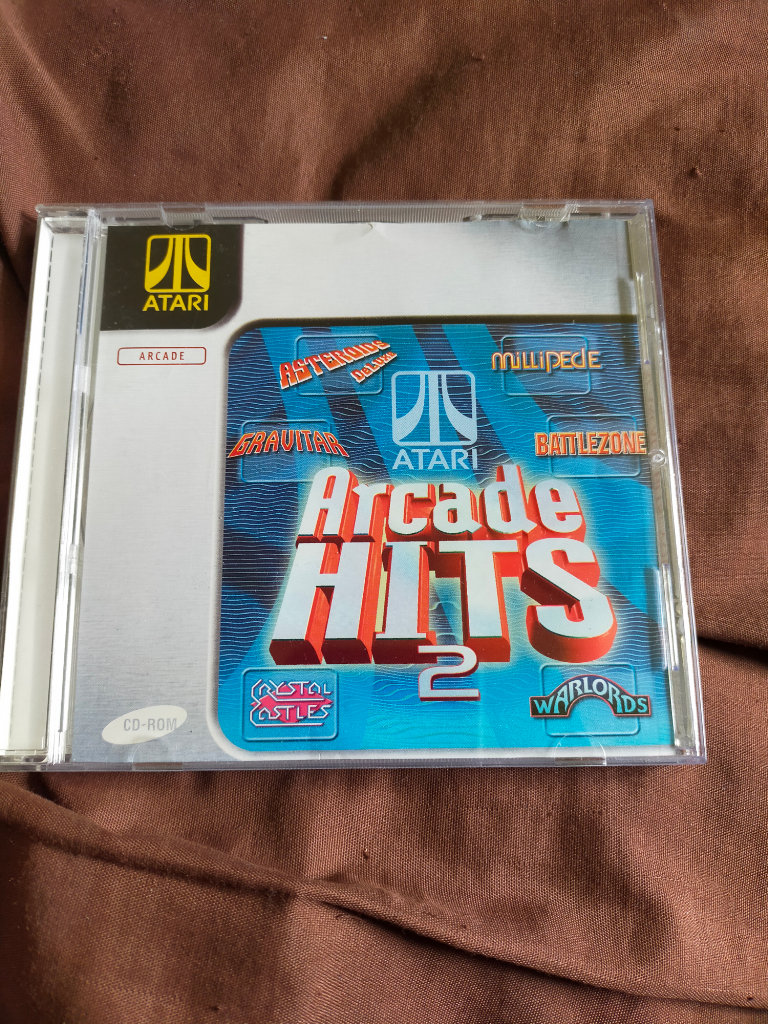 ATARI
ARCADE
ASTEROIDS
DELUXE
MILLIPEDE
GRAVITAR
ATARI
BATTLEZONE
Arcade
HITS
2
CRYSTAL
CASTLES
WARLORDS
CD-ROM